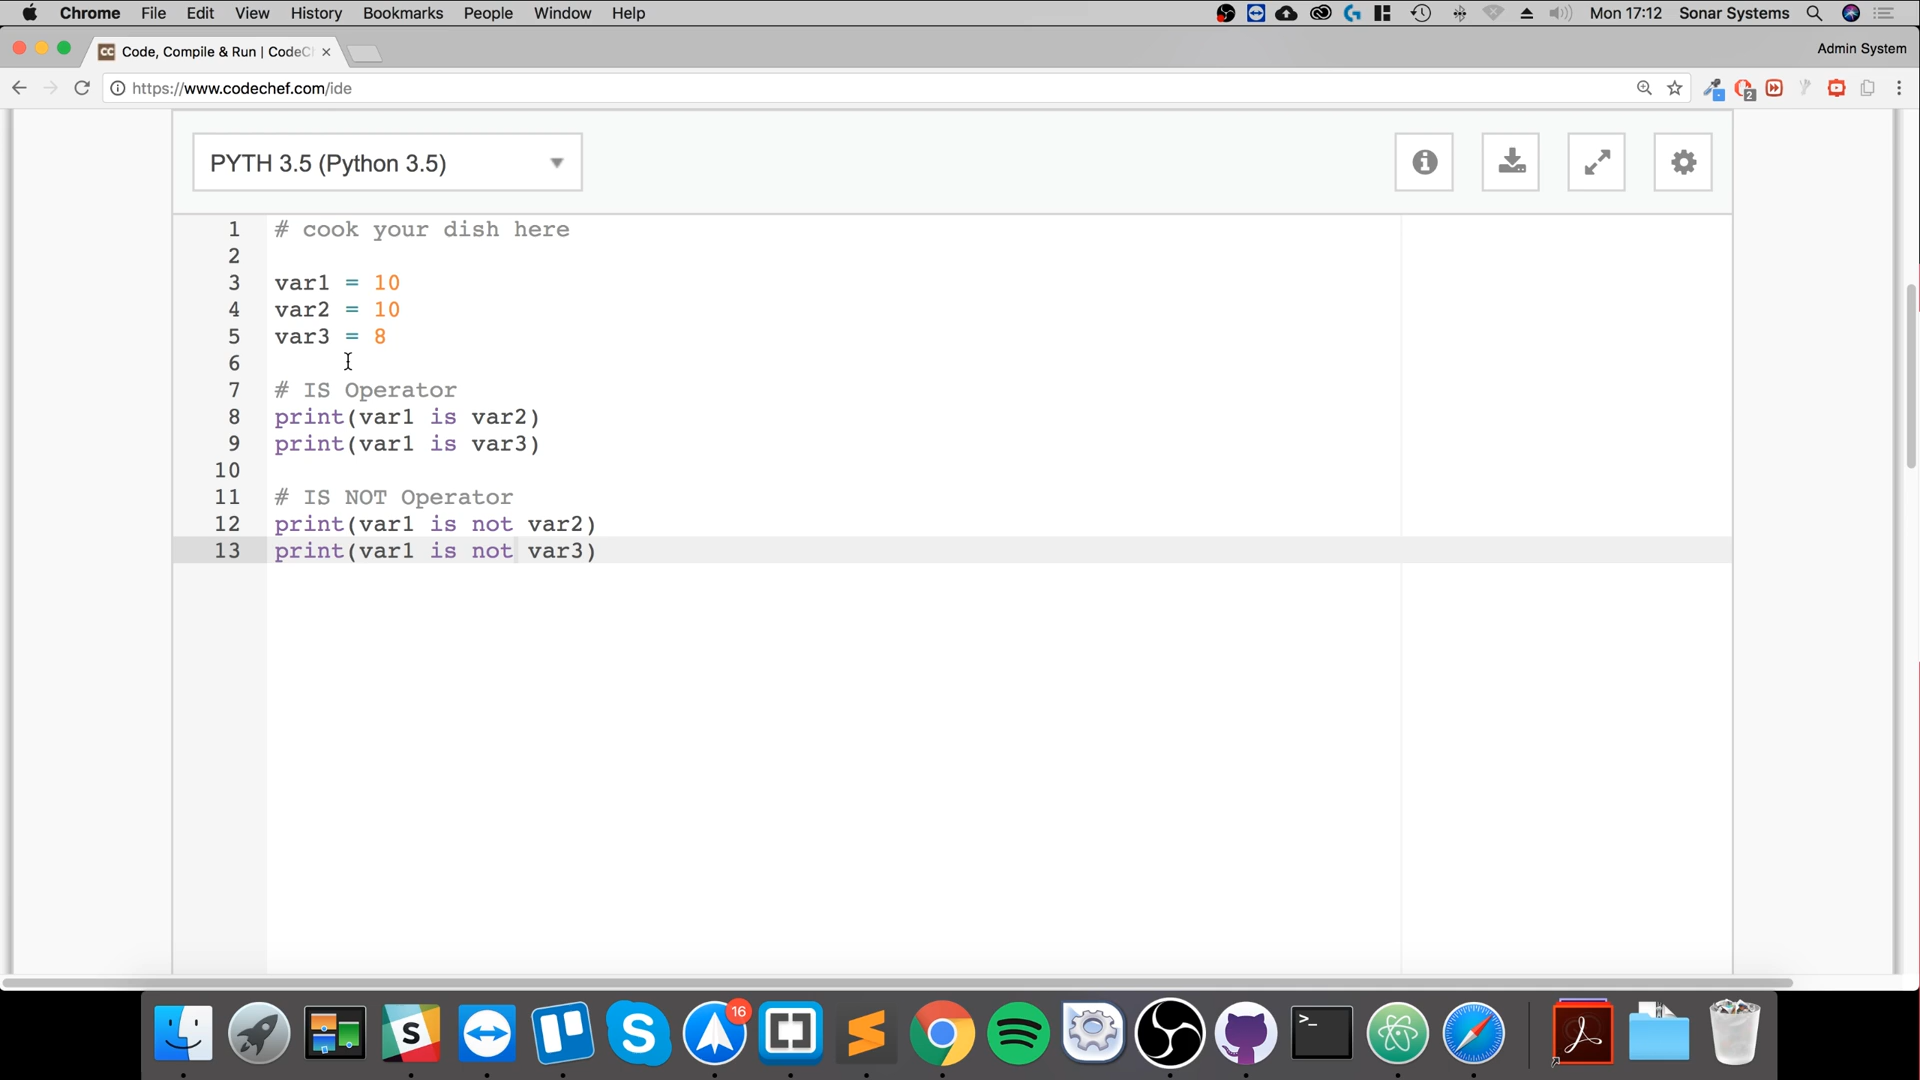 Chrome File Edit View History Bookmarks People Window Help Mon 17:12 Sonar Systems
Code, Compile & Run | CodeC Admin System
https://www.codechef.com/ide 2
PYTH 3.5 (Python 3.5)
1 # cook your dish here
2
3 var1 = 10
4 var2 = 10
5 var3 = 8
6
7 # IS Operator
8 print(var1 is var2)
9 print(var1 is var3)
10
11 # IS NOT Operator
12 print(var1 is not var2)
13 print(var1 is not var3)
16